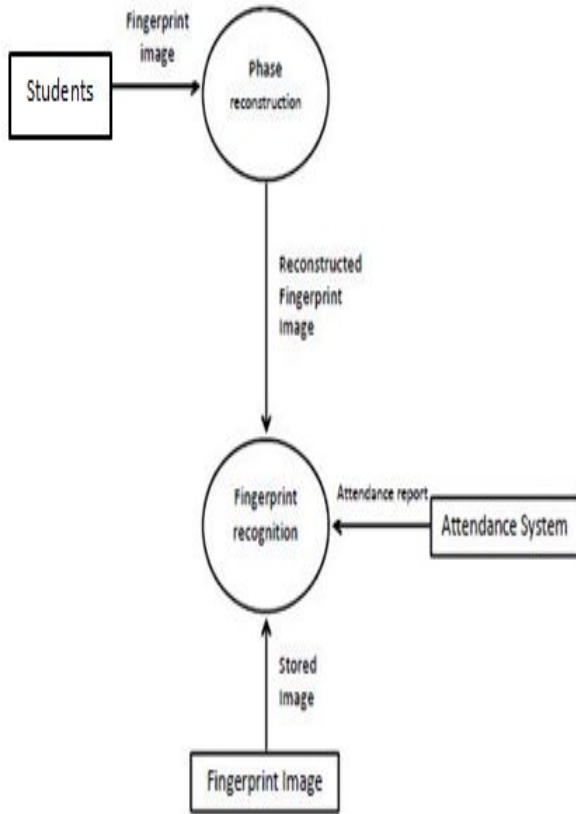 Fingerprint
image
Students
Phase
reconstruction
Reconstructed
Fingerprint
Image
Fingerprint
recognition
Attendance report
Attendance System
Stored
Image
Fingerprint Image